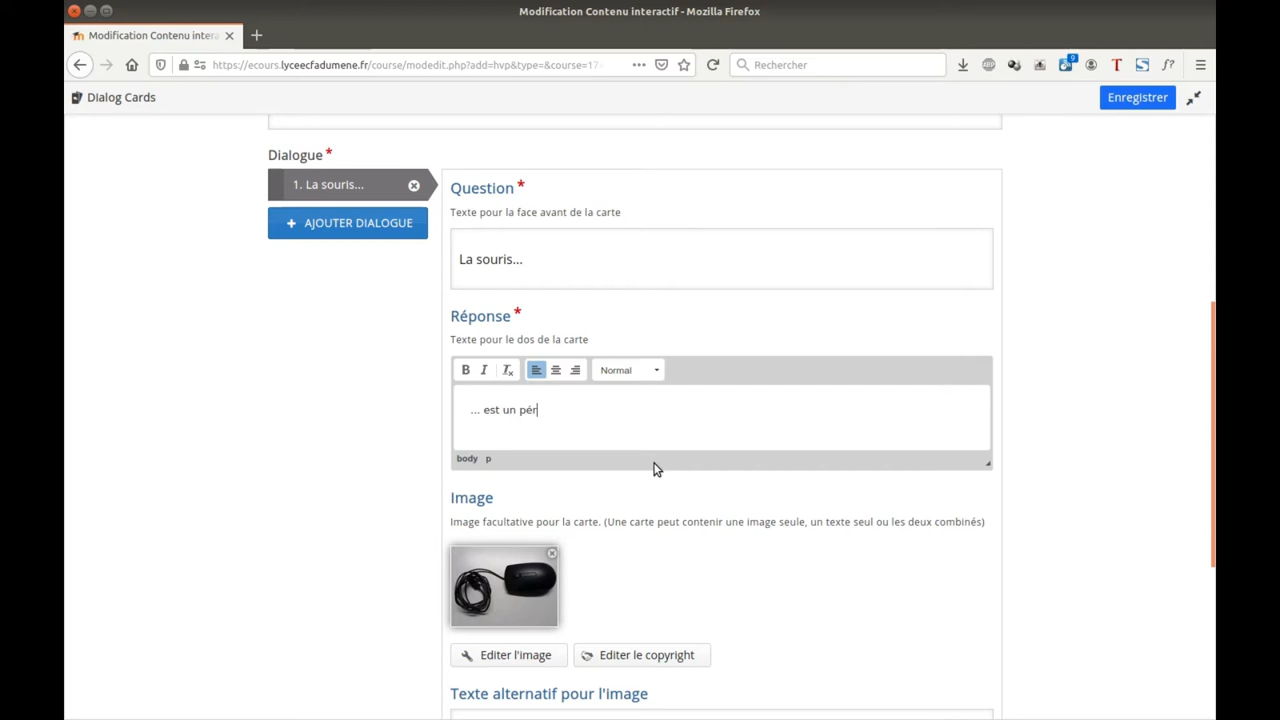 Modification Contenu interactif - Mozilla Firefox
Modification Contenu intera
https://ecours.lyceecfadumene.fr/course/modedit.php?add=hvp&type=&course=17
Rechercher
Dialog Cards
Enregistrer
Dialogue *
1. La souris...
+ AJOUTER DIALOGUE
Question *
Texte pour la face avant de la carte
La souris...
Réponse *
Texte pour le dos de la carte
B I Tx Normal
... est un pér
body p
Image
Image facultative pour la carte. (Une carte peut contenir une image seule, un texte seul ou les deux combinés)
Editer l'image
Editer le copyright
Texte alternatif pour l'image